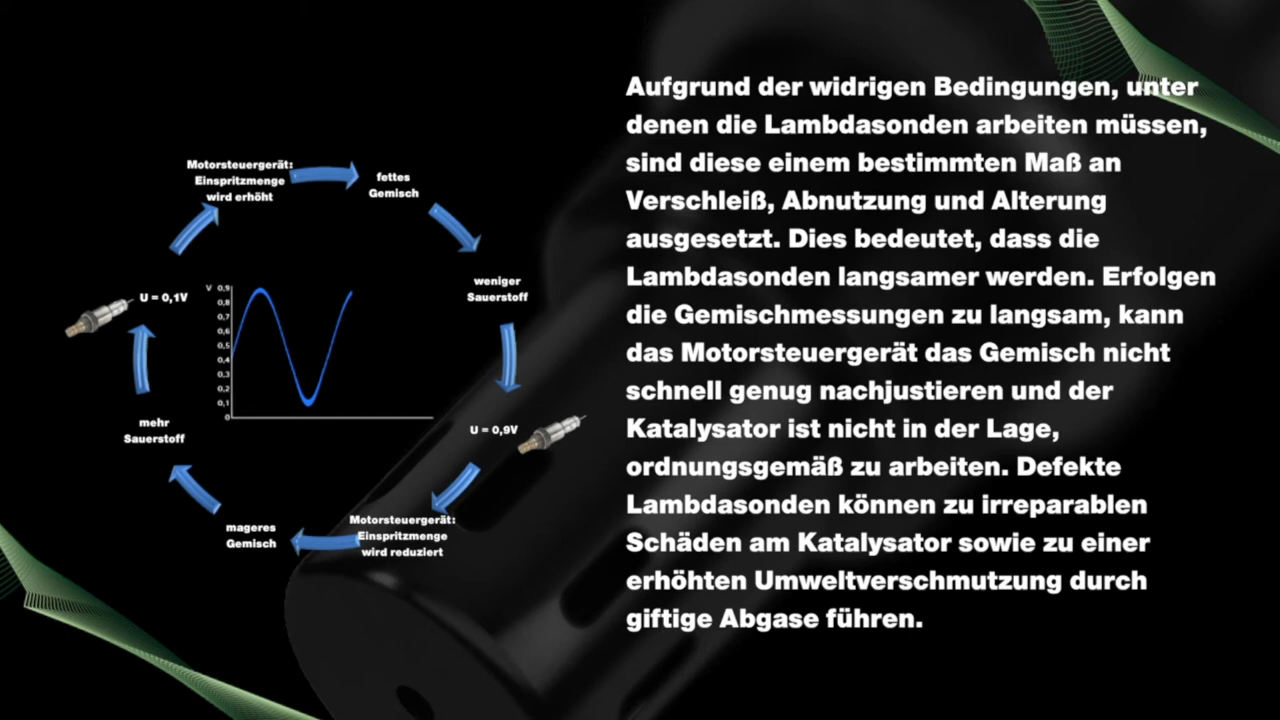 Motorsteuergerät:
Einspritzmenge
wird erhöht
fettes
Gemisch
weniger
Sauerstoff
U = 0,9V
Motorsteuergerät:
Einspritzmenge
wird reduziert
mageres
Gemisch
mehr
Sauerstoff
U = 0,1V
V 0,9
0,8
0,7
0,6
0,5
0,4
0,3
0,2
0,1
0
Aufgrund der widrigen Bedingungen, unter
denen die Lambdasonden arbeiten müssen,
sind diese einem bestimmten Maß an
Verschleiß, Abnutzung und Alterung
ausgesetzt. Dies bedeutet, dass die
Lambdasonden langsamer werden. Erfolgen
die Gemischmessungen zu langsam, kann
das Motorsteuergerät das Gemisch nicht
schnell genug nachjustieren und der
Katalysator ist nicht in der Lage,
ordnungsgemäß zu arbeiten. Defekte
Lambdasonden können zu irreparablen
Schäden am Katalysator sowie zu einer
erhöhten Umweltverschmutzung durch
giftige Abgase führen.